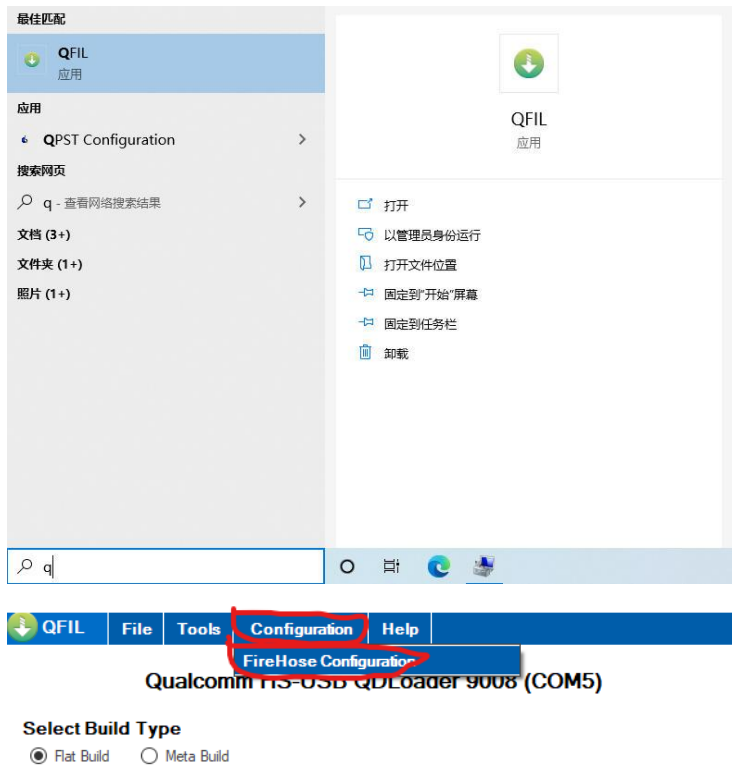 最佳匹配
QFIL
应用
应用
QPST Configuration
搜索网页
q - 查看网络搜索结果
文档 (3+)
文件夹 (1+)
照片 (1+)
QFIL
应用
打开
以管理员身份运行
打开文件位置
固定到"开始"屏幕
固定到任务栏
卸载
q
QFIL File Tools Configuration Help
FireHose Configuration
Qualcomm HS-USB QDLoader 9008 (COM5)
Select Build Type
Flat Build Meta Build